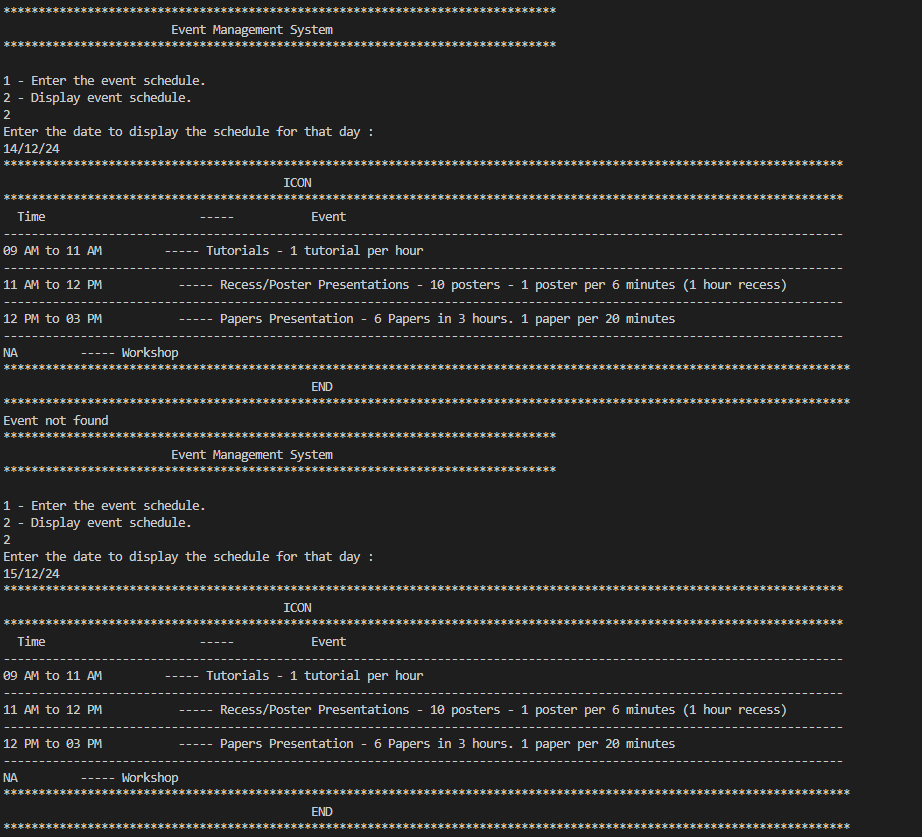 *******************************************************************************
                        Event Management System
*******************************************************************************

1 - Enter the event schedule.
2 - Display event schedule.
2
Enter the date to display the schedule for that day :
14/12/24
************************************************************************************************************************
                                        ICON
************************************************************************************************************************
  Time                      -----           Event
------------------------------------------------------------------------------------------------------------------------
09 AM to 11 AM         ----- Tutorials - 1 tutorial per hour
------------------------------------------------------------------------------------------------------------------------
11 AM to 12 PM           ----- Recess/Poster Presentations - 10 posters - 1 poster per 6 minutes (1 hour recess)
------------------------------------------------------------------------------------------------------------------------
12 PM to 03 PM           ----- Papers Presentation - 6 Papers in 3 hours. 1 paper per 20 minutes
------------------------------------------------------------------------------------------------------------------------
NA         ----- Workshop
*************************************************************************************************************************
                                            END
*************************************************************************************************************************
Event not found
*******************************************************************************
                        Event Management System
*******************************************************************************

1 - Enter the event schedule.
2 - Display event schedule.
2
Enter the date to display the schedule for that day :
15/12/24
************************************************************************************************************************
                                        ICON
************************************************************************************************************************
  Time                      -----           Event
------------------------------------------------------------------------------------------------------------------------
09 AM to 11 AM         ----- Tutorials - 1 tutorial per hour
------------------------------------------------------------------------------------------------------------------------
11 AM to 12 PM           ----- Recess/Poster Presentations - 10 posters - 1 poster per 6 minutes (1 hour recess)
------------------------------------------------------------------------------------------------------------------------
12 PM to 03 PM           ----- Papers Presentation - 6 Papers in 3 hours. 1 paper per 20 minutes
------------------------------------------------------------------------------------------------------------------------
NA         ----- Workshop
*************************************************************************************************************************
                                            END
*************************************************************************************************************************